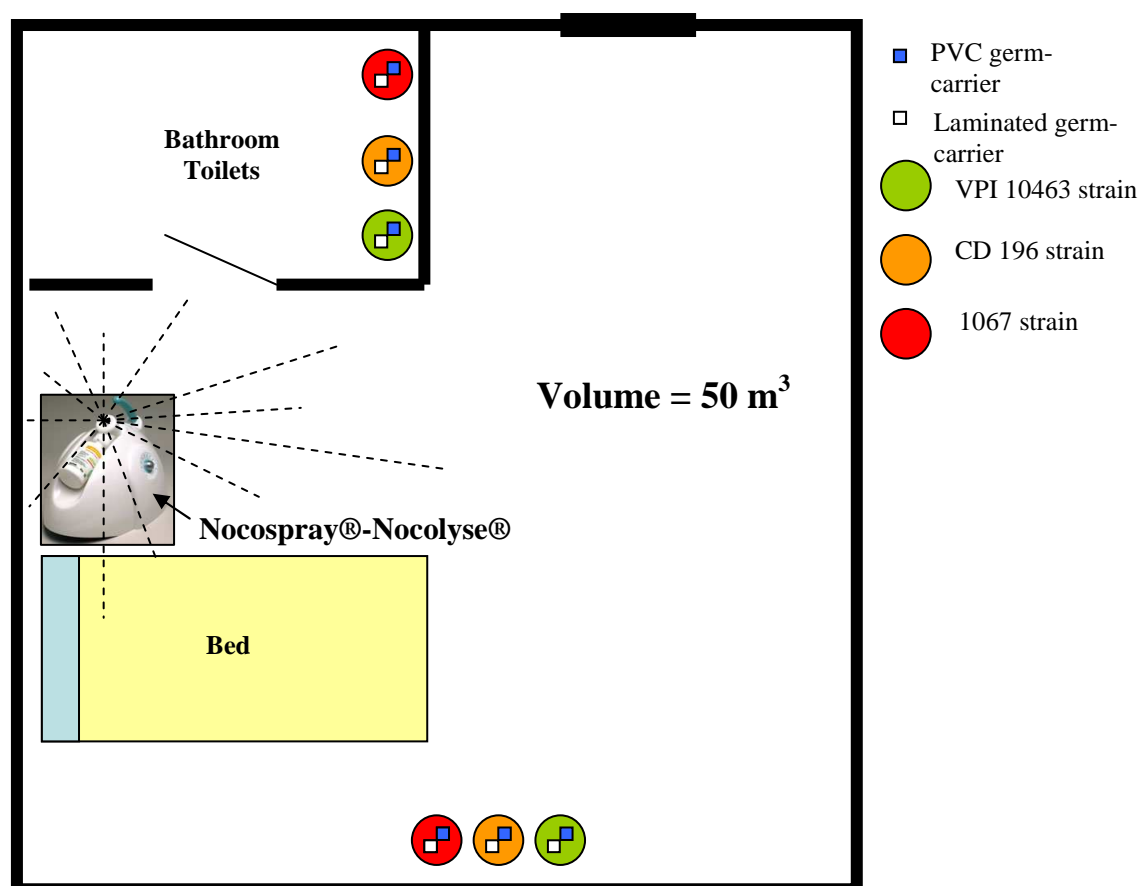 Bathroom
Toilets
Volume = 50 m³
Nocospray®-Nocolyse®
Bed
PVC germ-
carrier
Laminated germ-
carrier
VPI 10463 strain
CD 196 strain
1067 strain